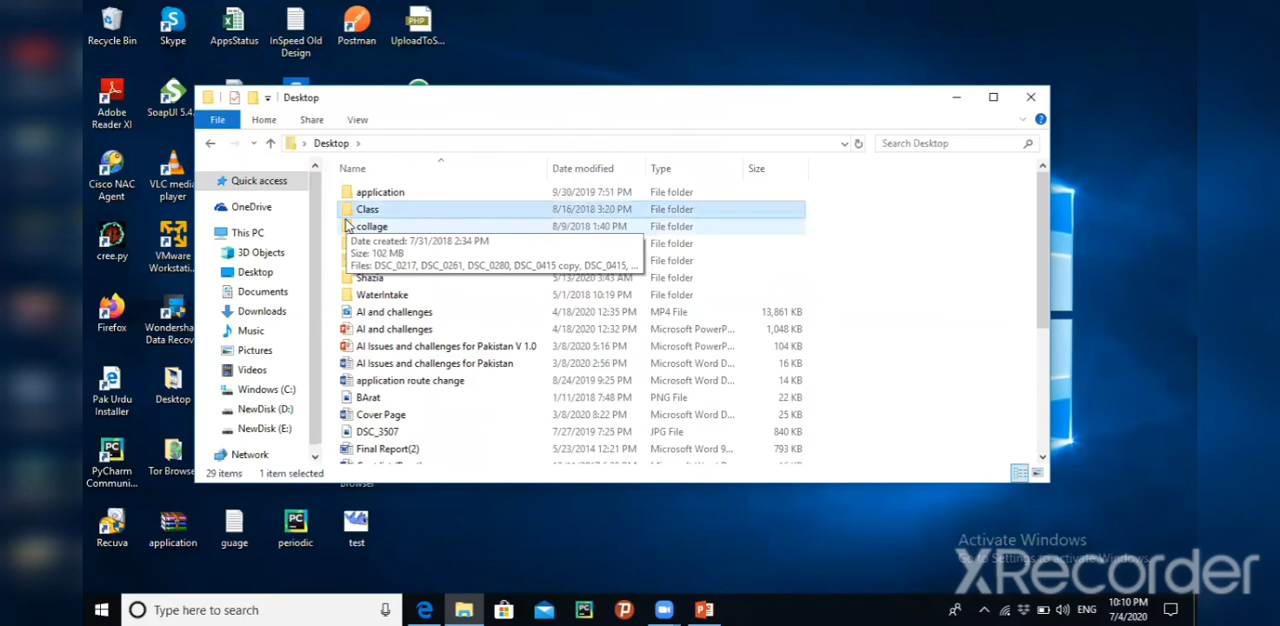 Recycle Bin
Skype
AppsStatus
InSpeed Old
Design
Postman
PHP
UploadToS...
Adobe
Reader XI
SoapUI 5.4.
Cisco NAC
Agent
VLC media
player
cree.py
VMware
Workstati...
Firefox
Wondersha
Data Recov
Pak Urdu
Installer
Desktop
PyCharm
Communi...
Tor Browse
Recuva
application
guage
periodic
test
Desktop
File
Home
Share
View
Desktop
Search Desktop
Quick access
OneDrive
This PC
3D Objects
Desktop
Documents
Downloads
Music
Pictures
Videos
Windows (C:)
NewDisk (D:)
NewDisk (E:)
Network
Name Date modified Type Size
application 9/30/2019 7:51 PM File folder
Class 8/16/2018 3:20 PM File folder
collage 8/9/2018 1:40 PM File folder
Date created: 7/31/2018 2:34 PM File folder
Size: 102 MB File folder
Files: DSC_0217, DSC_0261, DSC_0280, DSC_0415 copy, DSC_0415, ...
Shazia 5/13/2020 3:43 AM File folder
WaterIntake 5/1/2018 10:19 PM File folder
AI and challenges 4/18/2020 12:35 PM MP4 File 13,861 KB
AI and challenges 4/18/2020 12:32 PM Microsoft PowerP... 1,048 KB
AI Issues and challenges for Pakistan V 1.0 3/8/2020 5:16 PM Microsoft PowerP... 104 KB
AI Issues and challenges for Pakistan 3/8/2020 2:56 PM Microsoft Word D... 16 KB
application route change 8/24/2019 9:25 PM Microsoft Word D... 14 KB
BArat 1/11/2018 7:48 PM PNG File 22 KB
Cover Page 3/8/2020 8:22 PM Microsoft Word D... 25 KB
DSC_3507 7/27/2019 7:25 PM JPG File 840 KB
Final Report(2) 5/23/2014 12:21 PM Microsoft Word 9... 793 KB
29 items 1 item selected
Activate Windows
Go to Settings to activate Windows.
XRecorder
Type here to search
ENG
10:10 PM
7/4/2020